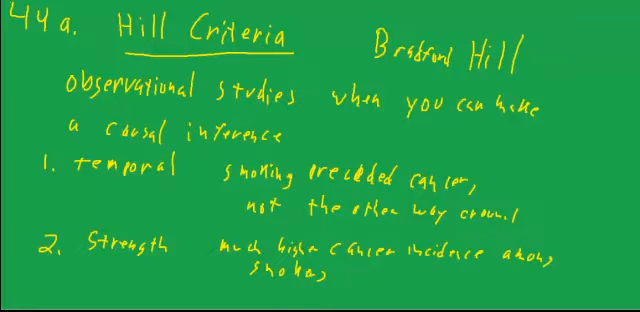 44a. Hill Criteria Bradford Hill
observational studies when you can make
a causal inference
1. temporal smoking preceded cancer,
not the other way around
2. Strength much higher cancer incidence among
smokers